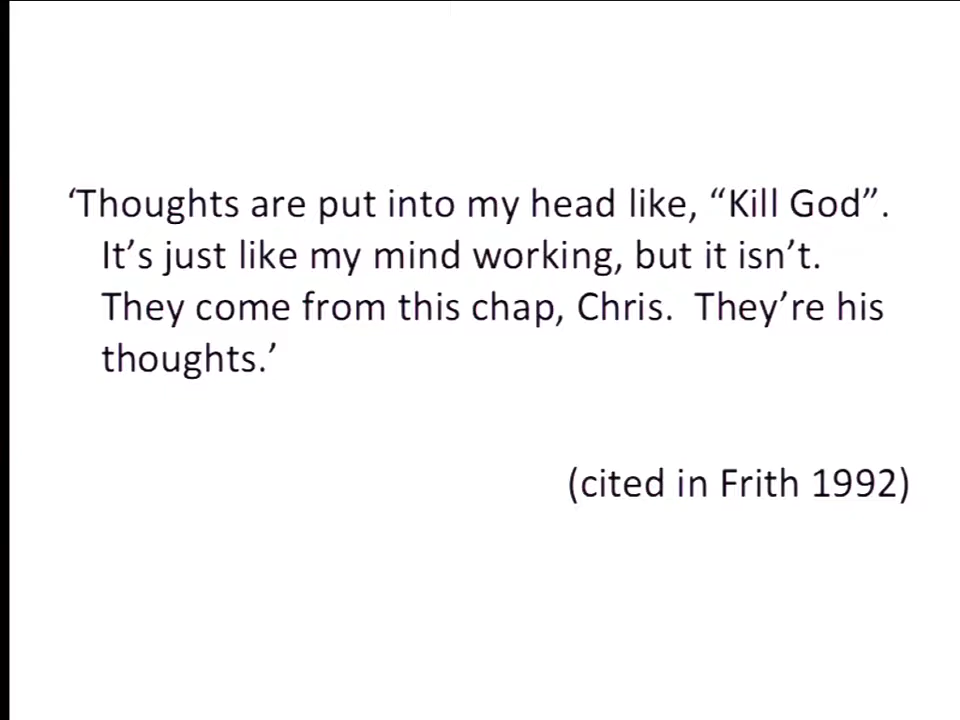 ‘Thoughts are put into my head like, “Kill God”.
It’s just like my mind working, but it isn’t.
They come from this chap, Chris.  They’re his
thoughts.’
(cited in Frith 1992)